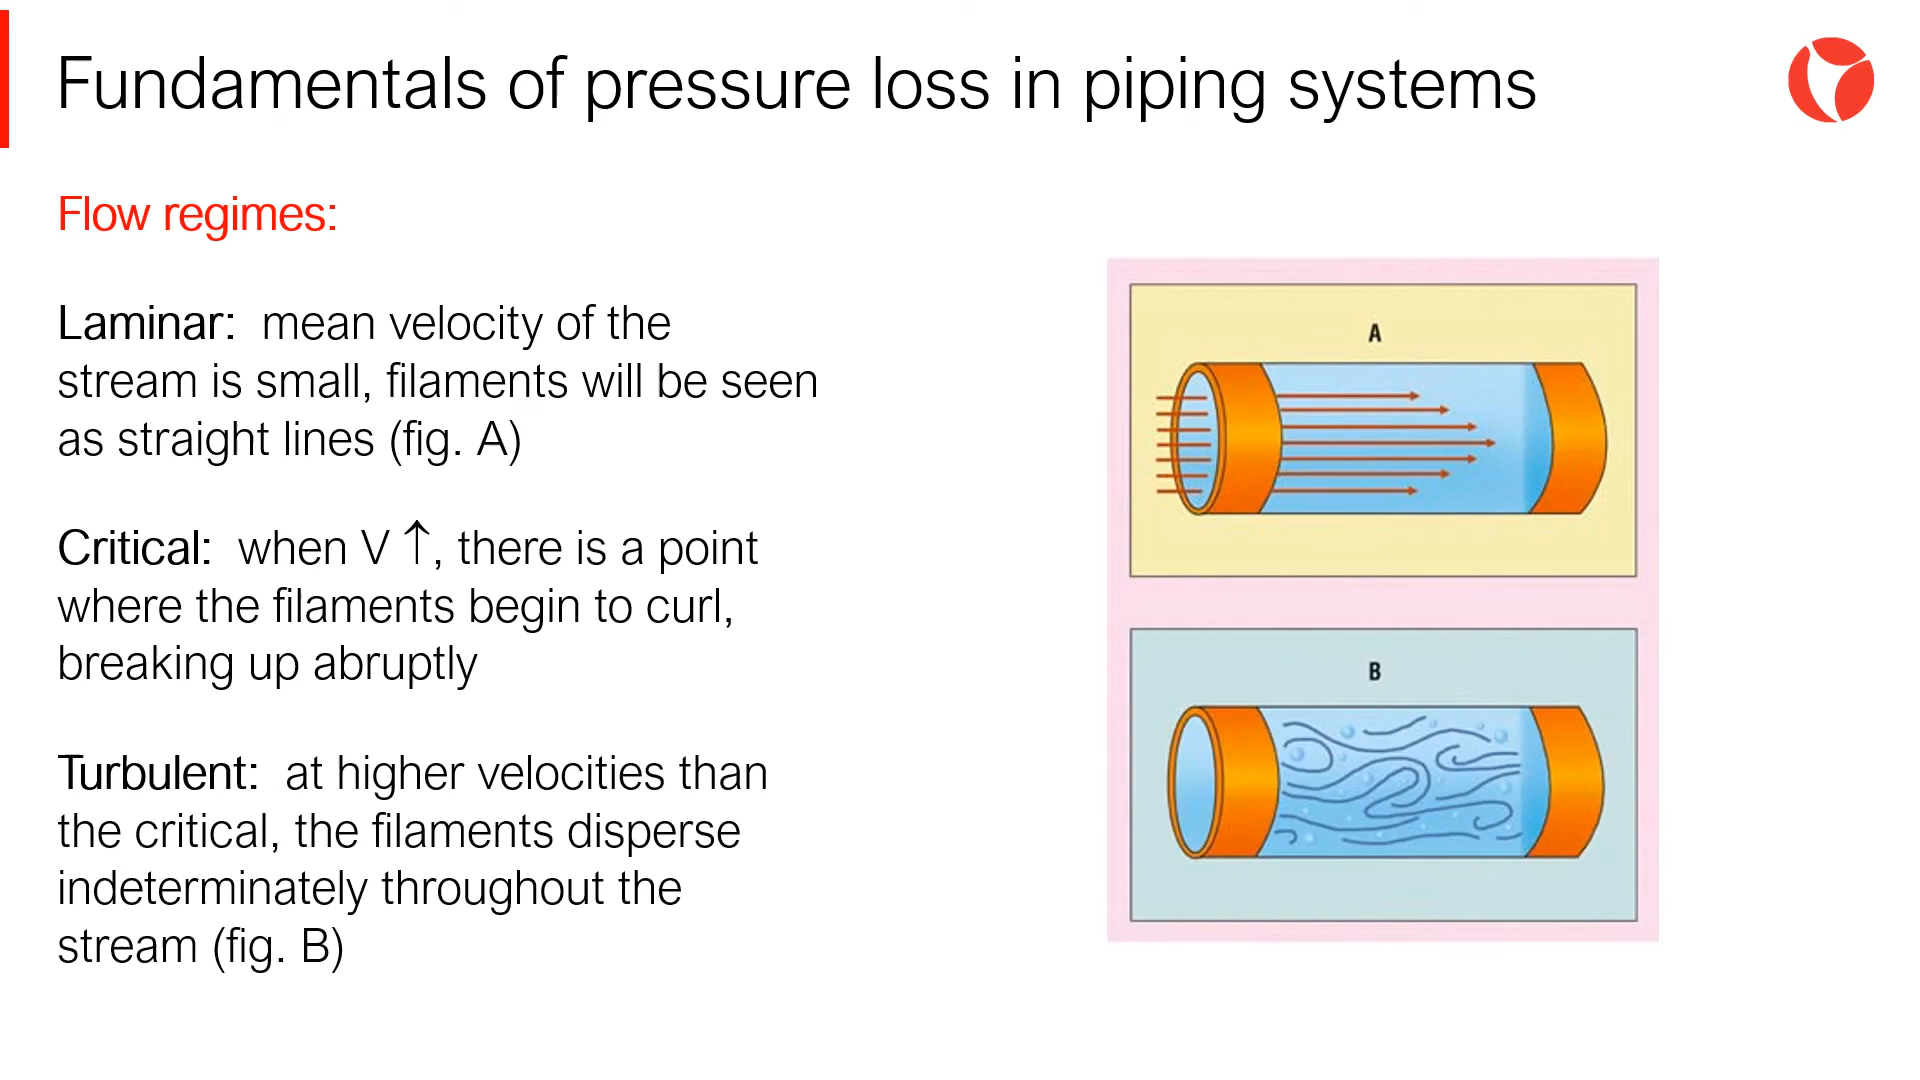 Fundamentals of pressure loss in piping systems
Flow regimes:
Laminar: mean velocity of the
stream is small, filaments will be seen
as straight lines (fig. A)
Critical: when V ↑, there is a point
where the filaments begin to curl,
breaking up abruptly
Turbulent: at higher velocities than
the critical, the filaments disperse
indeterminately throughout the
stream (fig. B)
A
B